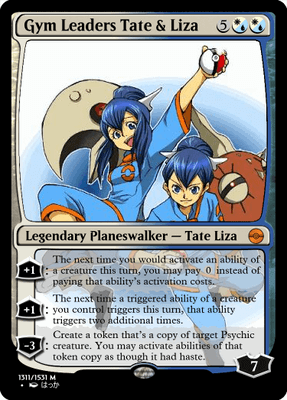 Gym Leaders Tate & Liza 5
Legendary Planeswalker — Tate Liza
+1: The next time you would activate an ability of
a creature this turn, you may pay 0 instead of
paying that ability's activation costs.
+1: The next time a triggered ability of a creature
you control triggers this turn, that ability
triggers two additional times.
-3: Create a token that's a copy of target Psychic
creature. You may activate abilities of
that token copy as though it had haste.
7
1311/1531 M
はっか